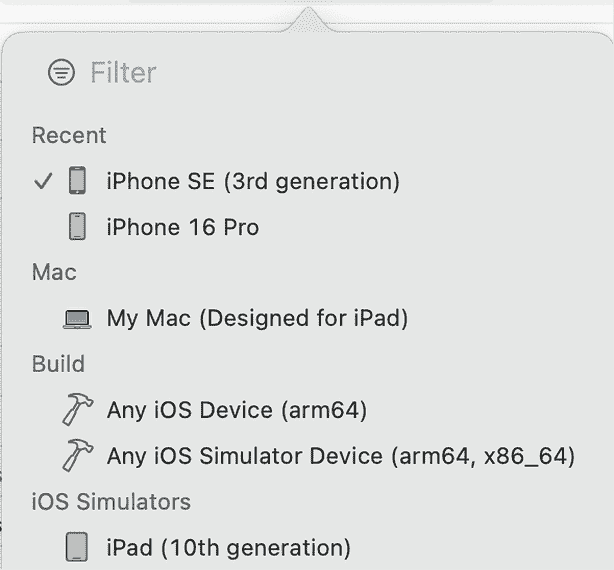 Filter
Recent
iPhone SE (3rd generation)
iPhone 16 Pro
Mac
My Mac (Designed for iPad)
Build
Any iOS Device (arm64)
Any iOS Simulator Device (arm64, x86_64)
iOS Simulators
iPad (10th generation)